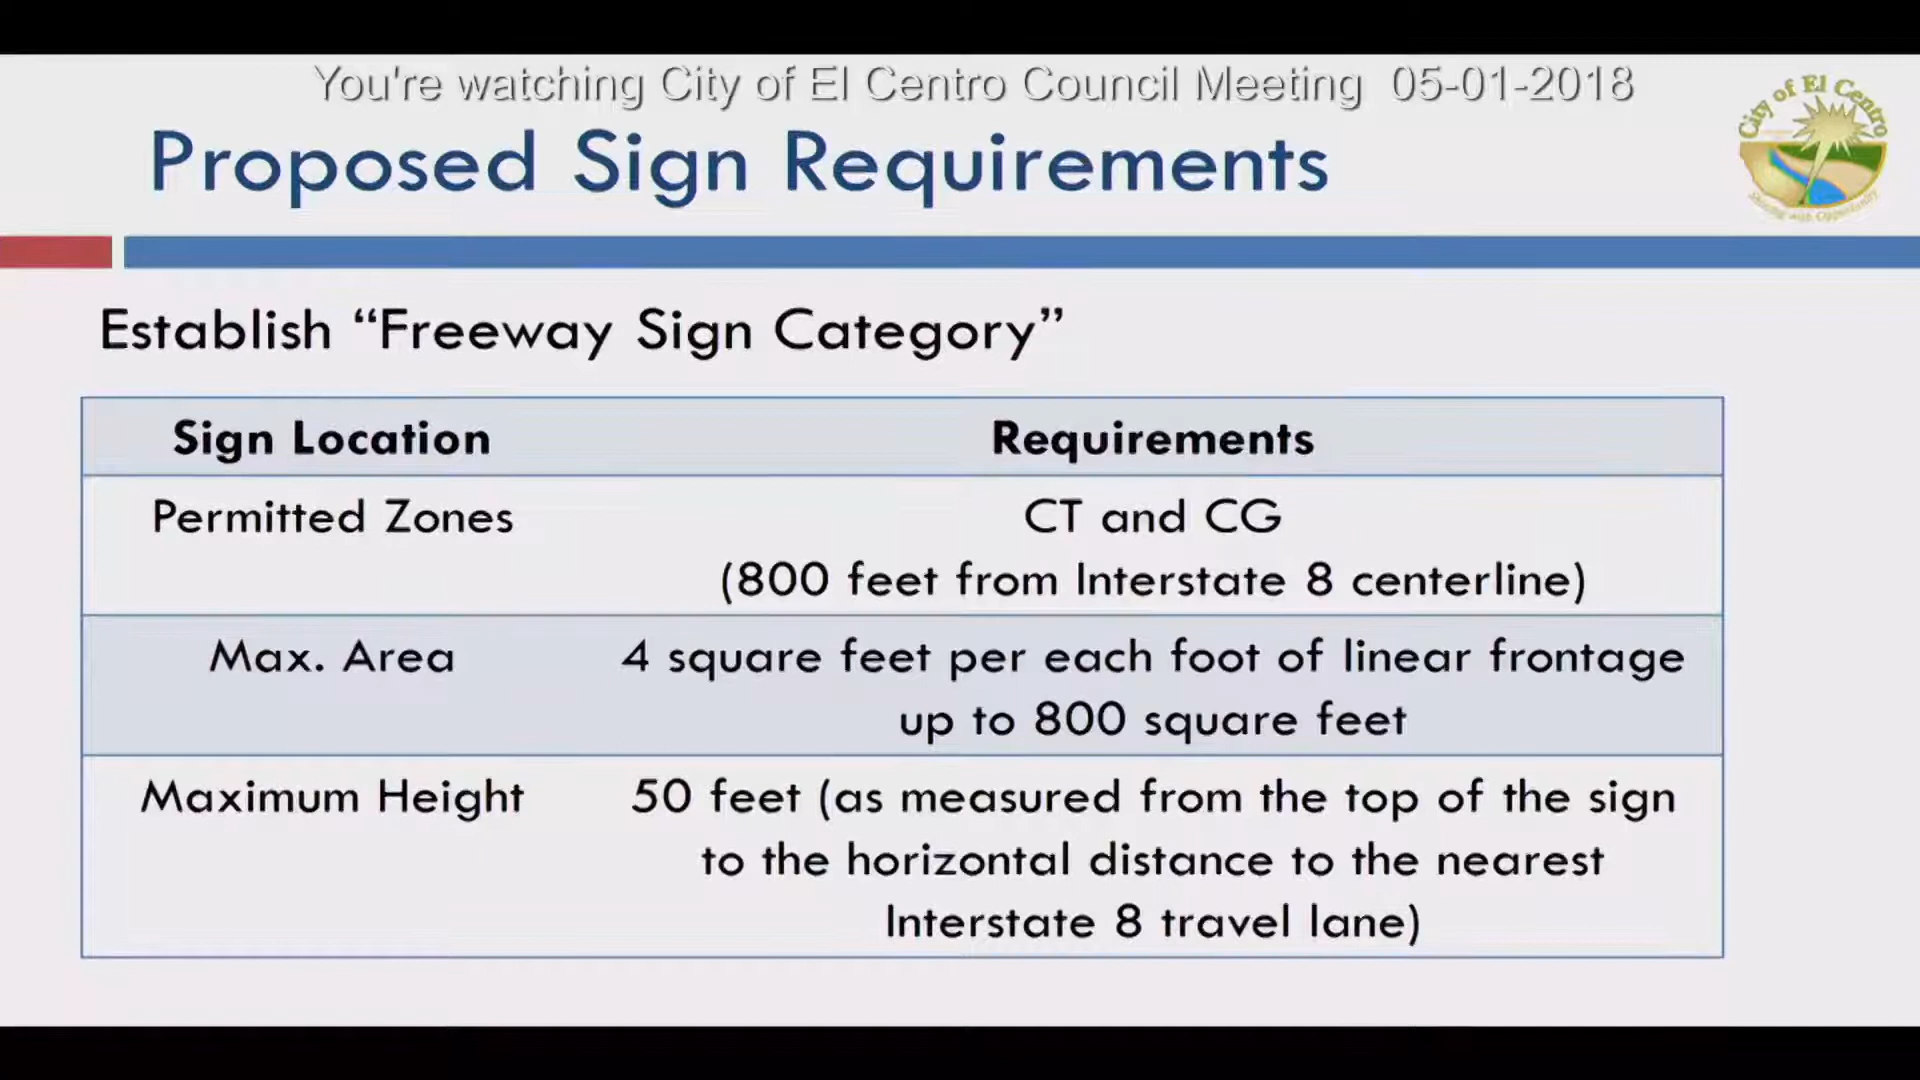 You're watching City of El Centro Council Meeting 05-01-2018
Proposed Sign Requirements
City of El Centro
Shining with Opportunity
Establish “Freeway Sign Category”
Sign Location
Requirements
Permitted Zones
CT and CG
(800 feet from Interstate 8 centerline)
Max. Area
4 square feet per each foot of linear frontage
up to 800 square feet
Maximum Height
50 feet (as measured from the top of the sign
to the horizontal distance to the nearest
Interstate 8 travel lane)